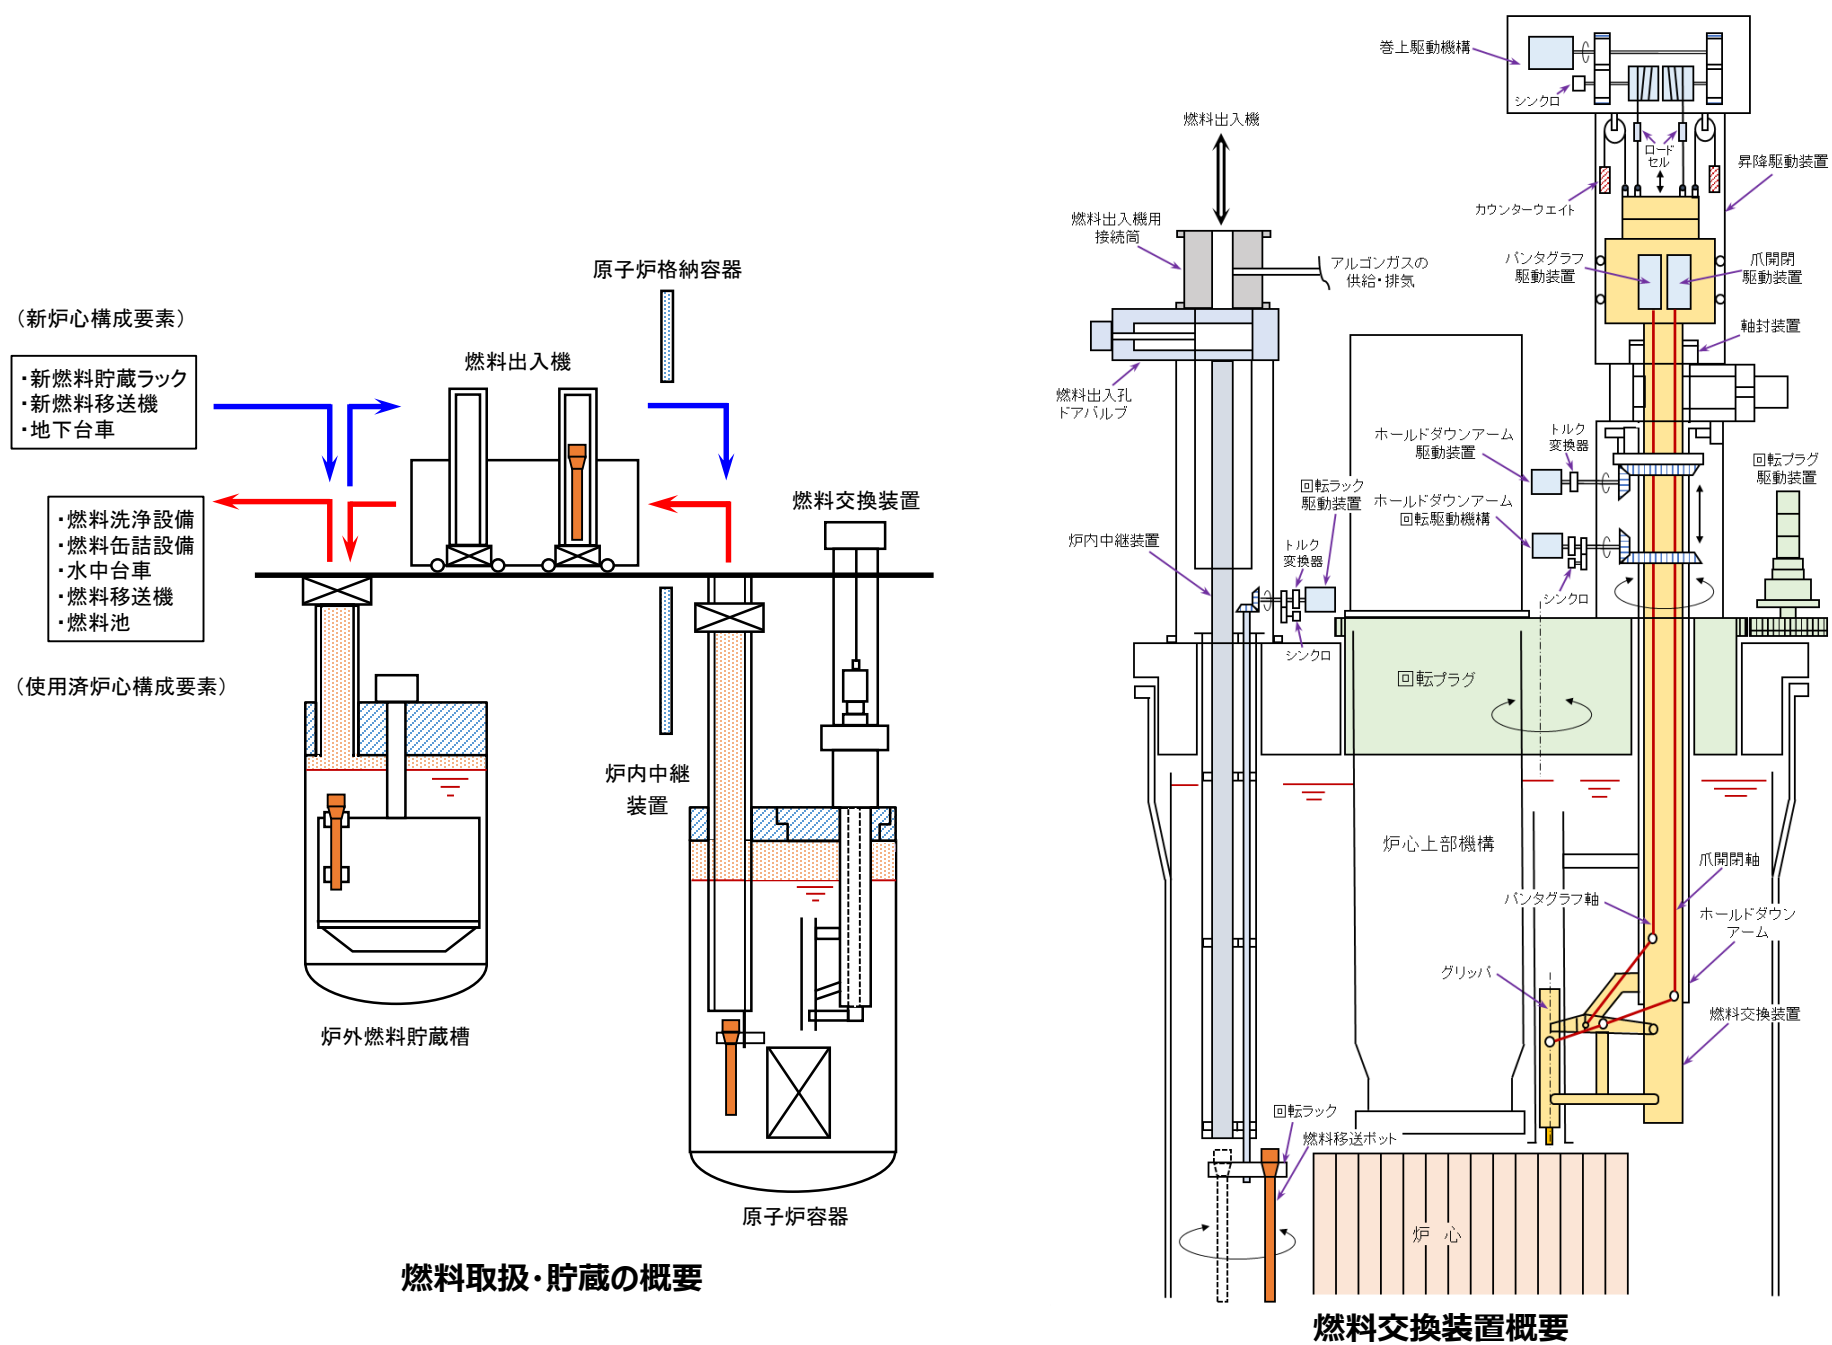 原子炉格納容器
（新炉心構成要素）
・新燃料貯蔵ラック
・新燃料移送機
・地下台車
燃料出入機
・燃料洗浄設備
・燃料缶詰設備
・水中台車
・燃料移送機
・燃料池
（使用済炉心構成要素）
燃料交換装置
炉内中継
装置
炉外燃料貯蔵槽
原子炉容器
燃料取扱・貯蔵の概要
巻上駆動機構
シンクロ
燃料出入機
ロード
セル
昇降駆動装置
カウンターウェイト
燃料出入機用
接続筒
アルゴンガスの
供給・排気
パンタグラフ
駆動装置
爪開閉
駆動装置
軸封装置
燃料出入孔
ドアバルブ
ホールドダウンアーム
駆動装置
トルク
変換器
回転プラグ
駆動装置
回転ラック
駆動装置
ホールドダウンアーム
回転駆動機構
炉内中継装置
トルク
変換器
シンクロ
シンクロ
回転プラグ
炉心上部機構
爪開閉軸
パンタグラフ軸
ホールドダウン
アーム
グリッパ
燃料交換装置
回転ラック
燃料移送ポット
炉 心
燃料交換装置概要